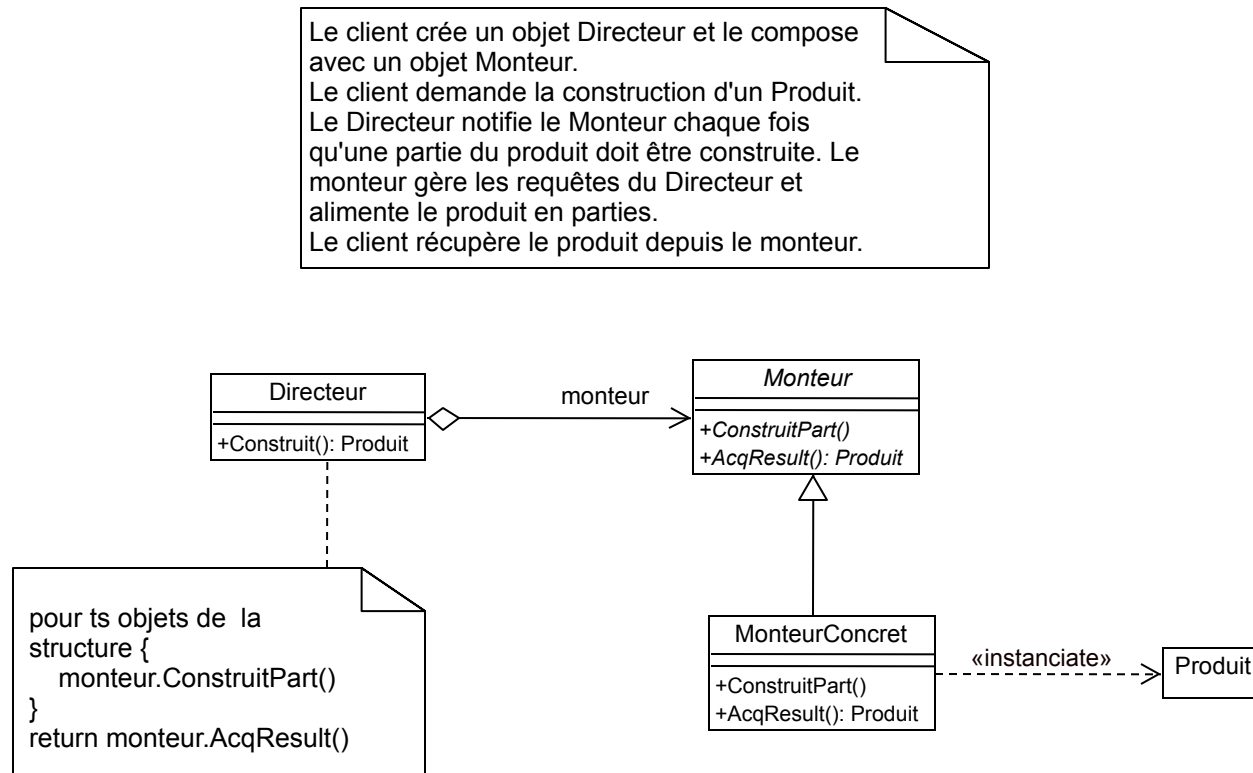 Le client crée un objet Directeur et le compose
avec un objet Monteur.
Le client demande la construction d'un Produit.
Le Directeur notifie le Monteur chaque fois
qu'une partie du produit doit être construite. Le
monteur gère les requêtes du Directeur et
alimente le produit en parties.
Le client récupère le produit depuis le monteur.
Directeur
+Construit(): Produit
monteur
Monteur
+ConstruitPart()
+AcqResult(): Produit
pour ts objets de la
structure {
monteur.ConstruitPart()
}
return monteur.AcqResult()
MonteurConcret
+ConstruitPart()
+AcqResult(): Produit
«instanciate»
Produit